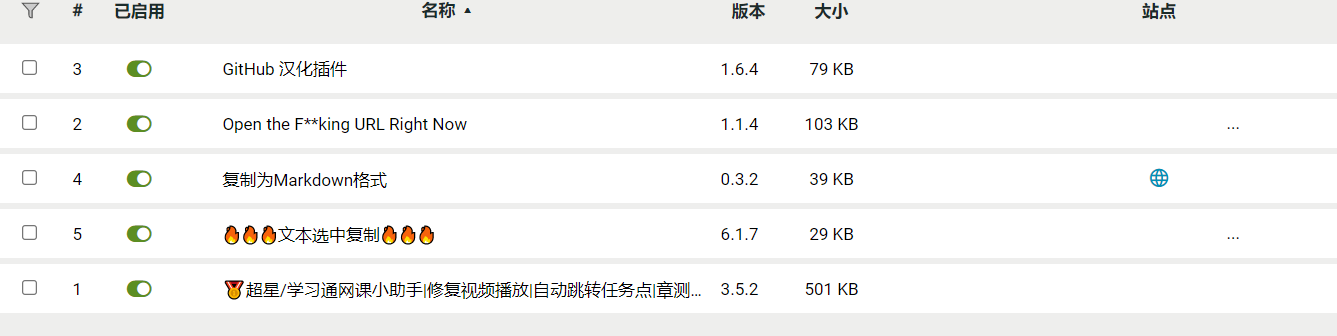 # 已启用 名称 ▲ 版本 大小 站点
3 GitHub 汉化插件 1.6.4 79 KB
2 Open the F**king URL Right Now 1.1.4 103 KB ...
4 复制为Markdown格式 0.3.2 39 KB
5 🔥🔥🔥文本选中复制🔥🔥🔥 6.1.7 29 KB ...
1 🏅超星/学习通网课小助手|修复视频播放|自动跳转任务点|章测... 3.5.2 501 KB